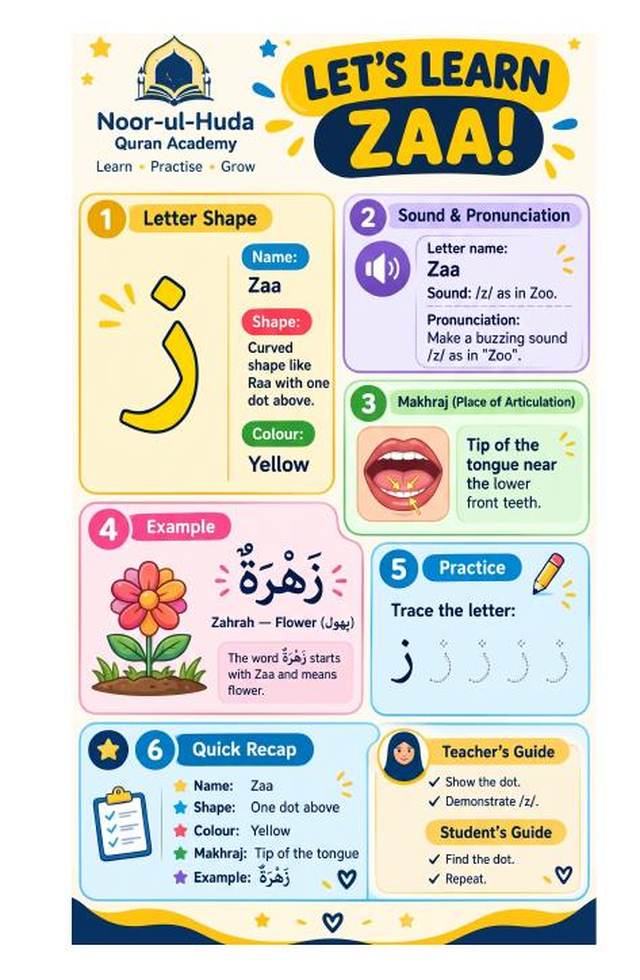 Noor-ul-Huda
Quran Academy
Learn • Practise • Grow
LET'S LEARN
ZAA!
1 Letter Shape
ز
Name:
Zaa
Shape:
Curved
shape like
Raa with one
dot above.
Colour:
Yellow
2 Sound & Pronunciation
Letter name:
Zaa
Sound: /z/ as in Zoo.
Pronunciation:
Make a buzzing sound
/z/ as in "Zoo".
3 Makhraj (Place of Articulation)
Tip of the
tongue near
the lower
front teeth.
4 Example
زَهْرَةٌ
Zahrah — Flower (پھول)
The word زَهْرَةٌ starts
with Zaa and means
flower.
5 Practice
Trace the letter:
ز ز ز ز ز
6 Quick Recap
Name: Zaa
Shape: One dot above
Colour: Yellow
Makhraj: Tip of the tongue
Example: زَهْرَةٌ
Teacher's Guide
✓ Show the dot.
✓ Demonstrate /z/.
Student's Guide
✓ Find the dot.
✓ Repeat.